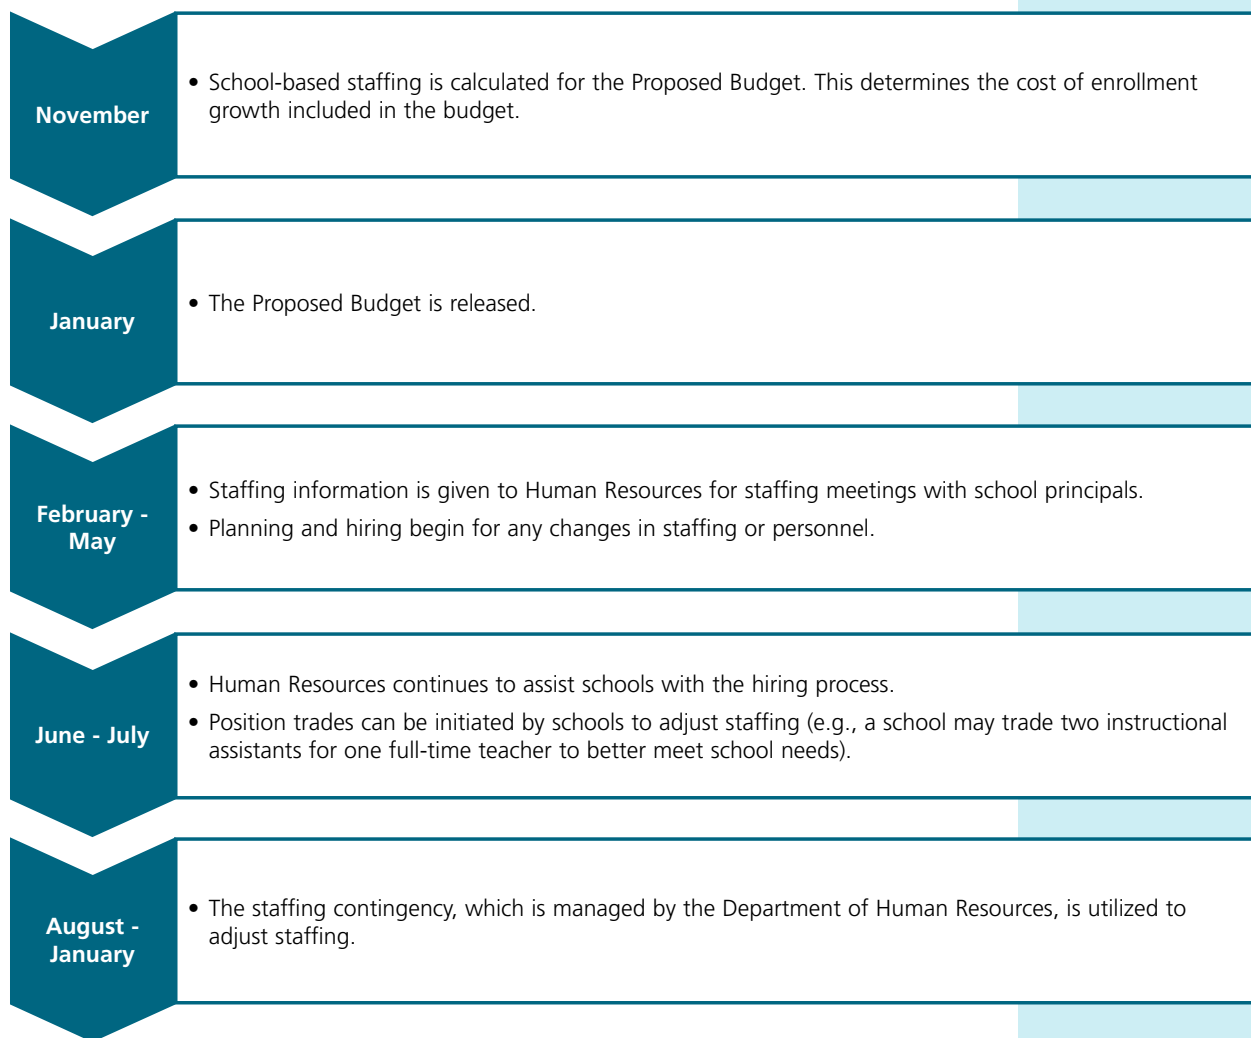 November
• School-based staffing is calculated for the Proposed Budget. This determines the cost of enrollment
growth included in the budget.
January
• The Proposed Budget is released.
February -
May
• Staffing information is given to Human Resources for staffing meetings with school principals.
• Planning and hiring begin for any changes in staffing or personnel.
June - July
• Human Resources continues to assist schools with the hiring process.
• Position trades can be initiated by schools to adjust staffing (e.g., a school may trade two instructional
assistants for one full-time teacher to better meet school needs).
August -
January
• The staffing contingency, which is managed by the Department of Human Resources, is utilized to
adjust staffing.